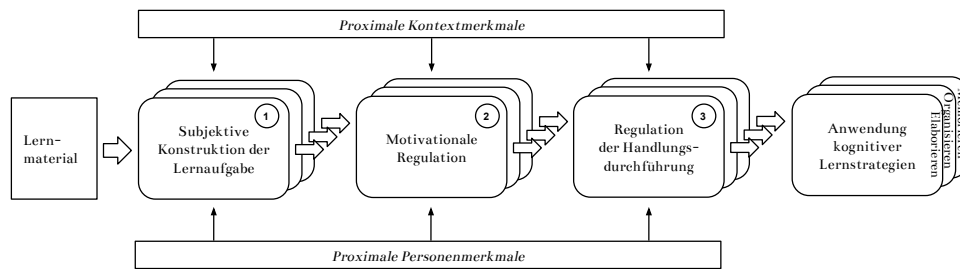 Proximale Kontextmerkmale
Lern-
material
1
Subjektive
Konstruktion der
Lernaufgabe
2
Motivationale
Regulation
3
Regulation
der Handlungs-
durchführung
Anwendung
kognitiver
Lernstrategien
Elaborieren
Organisieren
Proximale Personenmerkmale